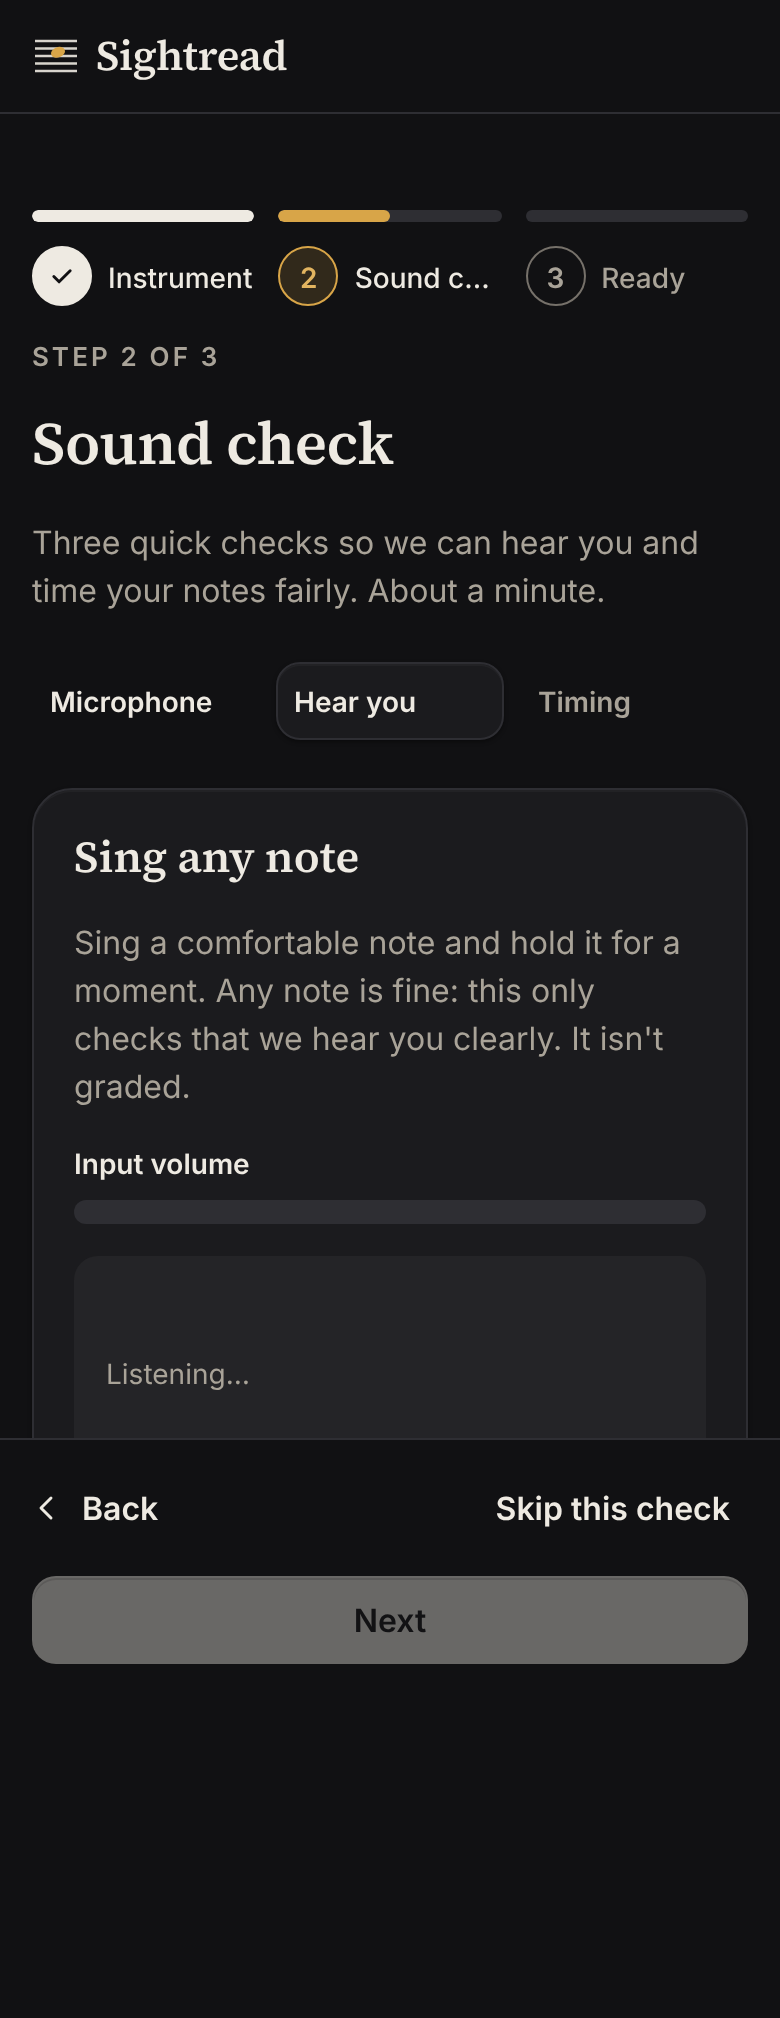 Sightread
Instrument
2 Sound c...
3 Ready
STEP 2 OF 3
Sound check
Three quick checks so we can hear you and
time your notes fairly. About a minute.
Microphone
Hear you
Timing
Sing any note
Sing a comfortable note and hold it for a
moment. Any note is fine: this only
checks that we hear you clearly. It isn't
graded.
Input volume
Listening...
Back
Skip this check
Next